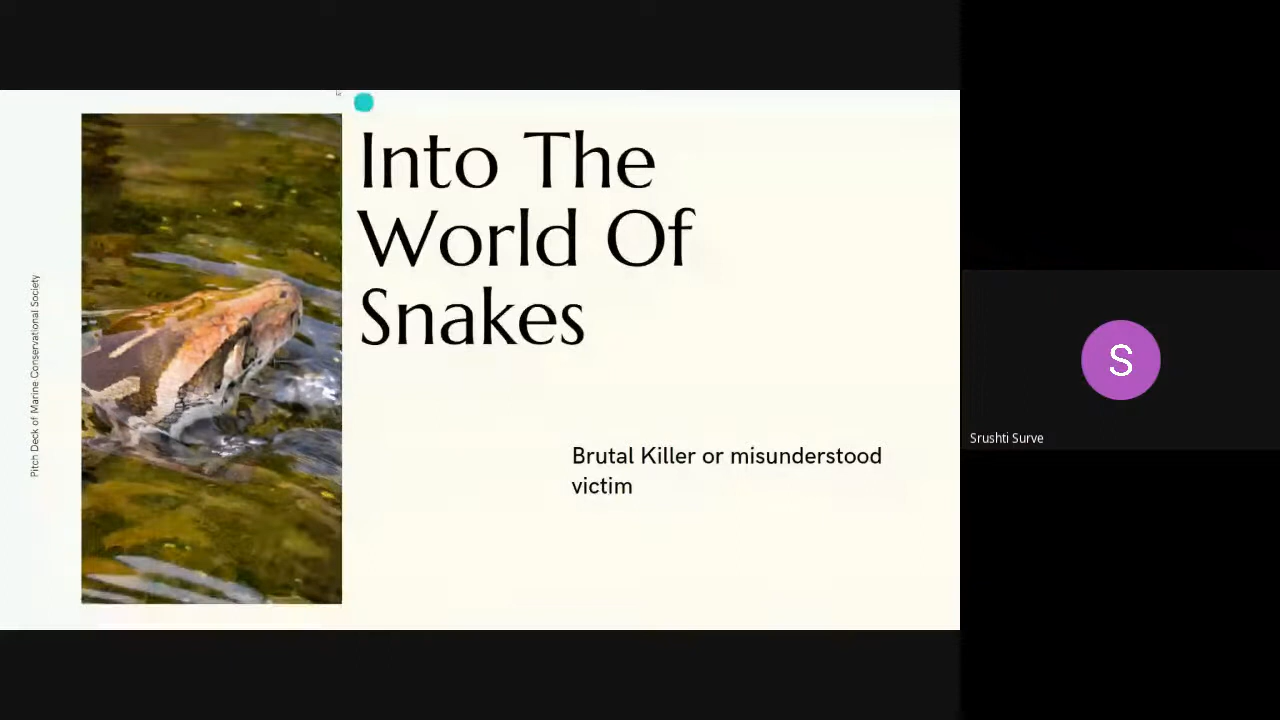 Into The
World Of
Snakes
Brutal Killer or misunderstood
victim
Pitch Deck of Marine Conservational Society
S
Srushti Surve